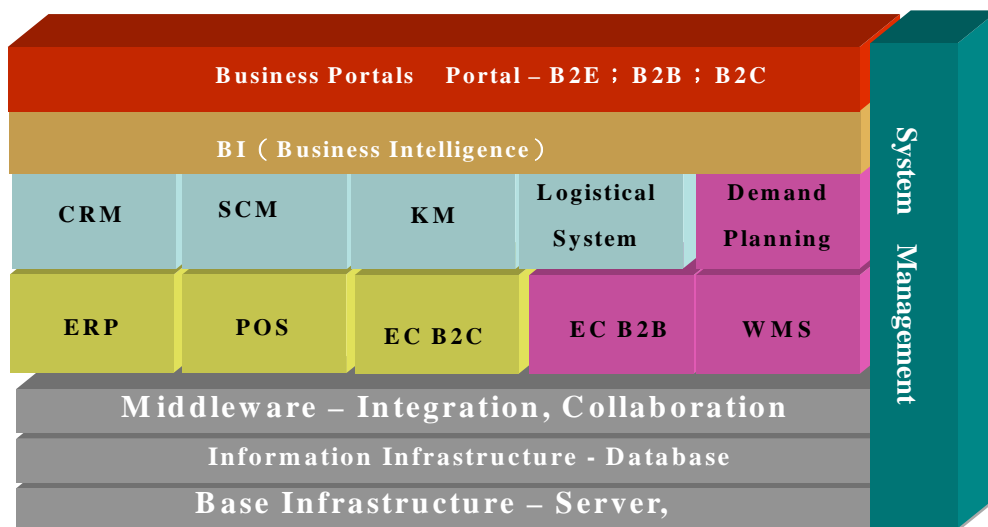 Business Portals Portal – B2E；B2B；B2C
BI（Business Intelligence）
CRM
SCM
KM
Logistical
System
Demand
Planning
ERP
POS
EC B2C
EC B2B
WMS
Middleware – Integration, Collaboration
Information Infrastructure - Database
Base Infrastructure – Server,
System Management